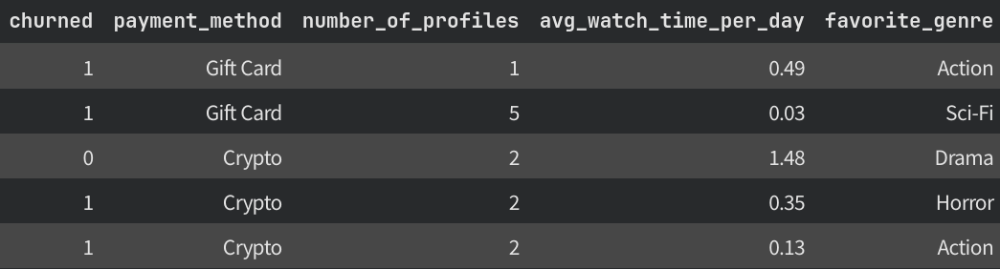 churned payment_method number_of_profiles avg_watch_time_per_day favorite_genre
1 Gift Card 1 0.49 Action
1 Gift Card 5 0.03 Sci-Fi
0 Crypto 2 1.48 Drama
1 Crypto 2 0.35 Horror
1 Crypto 2 0.13 Action